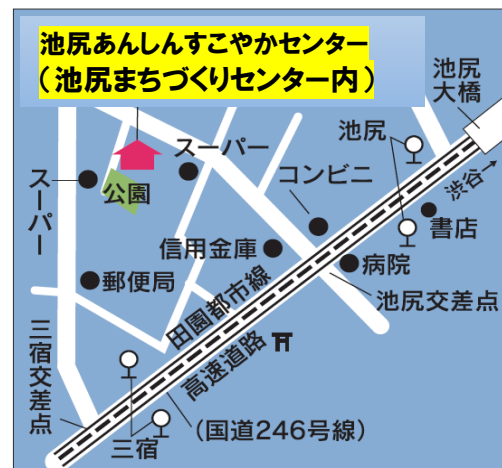 池尻あんしんすこやかセンター
(池尻まちづくりセンター内)
池尻
大橋
池尻
スーパー
コンビニ
渋谷→
スーパー
公園
書店
信用金庫
病院
郵便局
池尻交差点
田園都市線
高速道路
三宿交差点
三宿
(国道246号線)